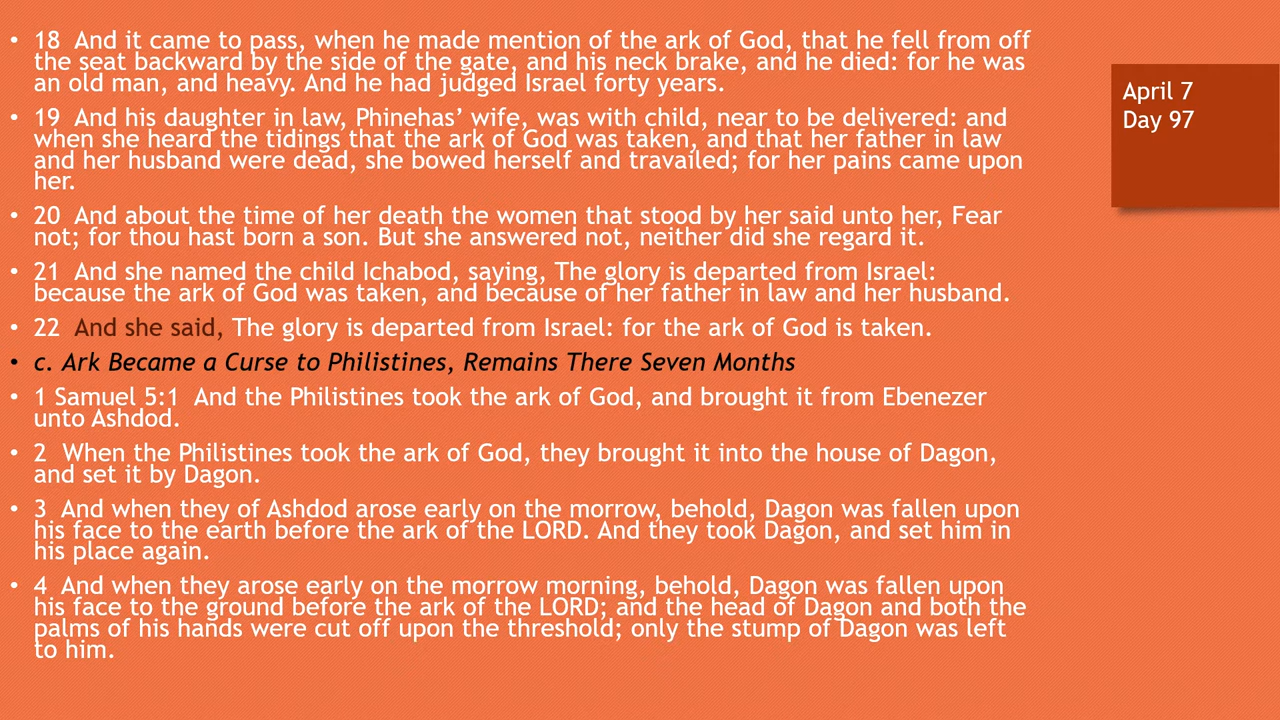 • 18  And it came to pass, when he made mention of the ark of God, that he fell from off
the seat backward by the side of the gate, and his neck brake, and he died: for he was
an old man, and heavy. And he had judged Israel forty years.
• 19  And his daughter in law, Phinehas’ wife, was with child, near to be delivered: and
when she heard the tidings that the ark of God was taken, and that her father in law
and her husband were dead, she bowed herself and travailed; for her pains came upon
her.
• 20  And about the time of her death the women that stood by her said unto her, Fear
not; for thou hast born a son. But she answered not, neither did she regard it.
• 21  And she named the child Ichabod, saying, The glory is departed from Israel:
because the ark of God was taken, and because of her father in law and her husband.
• 22  And she said, The glory is departed from Israel: for the ark of God is taken.
• c. Ark Became a Curse to Philistines, Remains There Seven Months
• 1 Samuel 5:1  And the Philistines took the ark of God, and brought it from Ebenezer
unto Ashdod.
• 2  When the Philistines took the ark of God, they brought it into the house of Dagon,
and set it by Dagon.
• 3  And when they of Ashdod arose early on the morrow, behold, Dagon was fallen upon
his face to the earth before the ark of the LORD. And they took Dagon, and set him in
his place again.
• 4  And when they arose early on the morrow morning, behold, Dagon was fallen upon
his face to the ground before the ark of the LORD; and the head of Dagon and both the
palms of his hands were cut off upon the threshold; only the stump of Dagon was left
to him.
April 7
Day 97